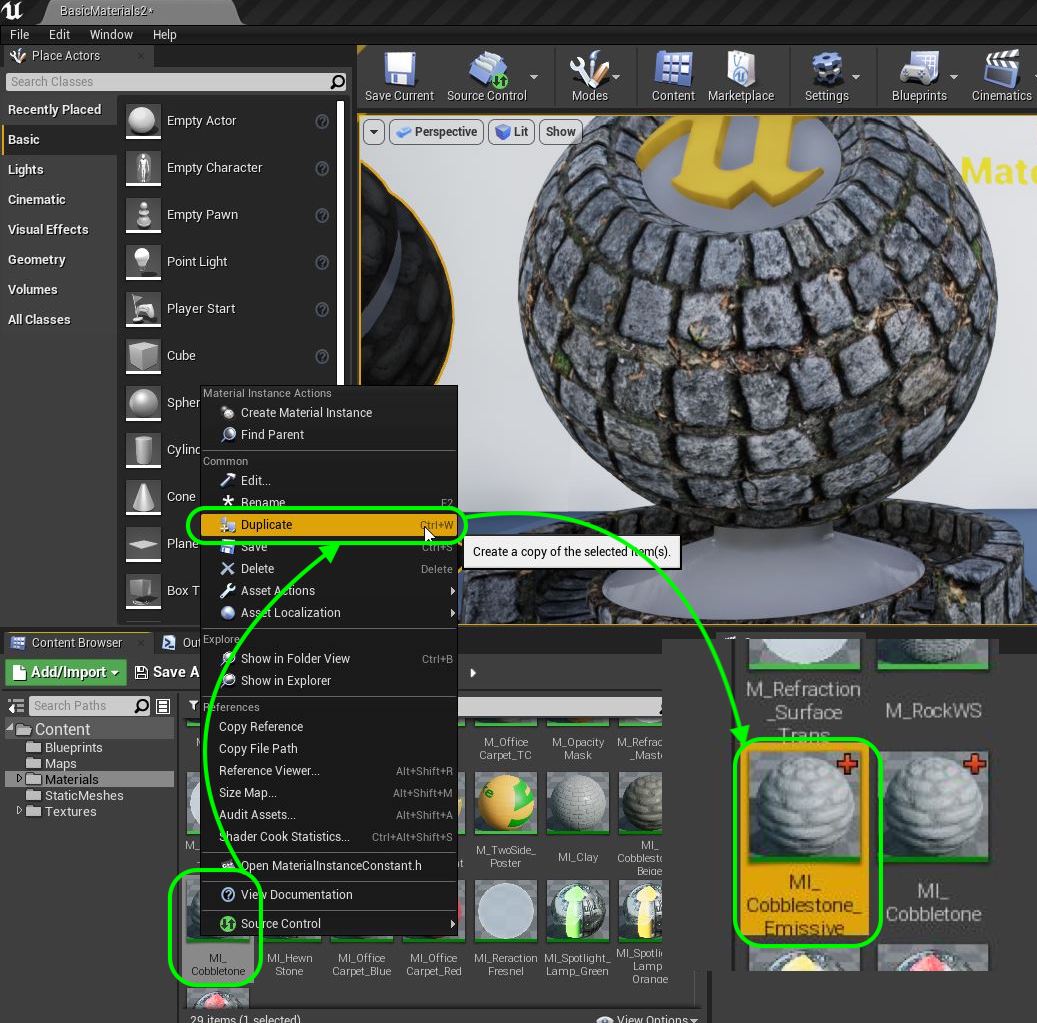 BasicMaterials2*
File Edit Window Help
Place Actors
Search Classes
Recently Placed
Basic
Lights
Cinematic
Visual Effects
Geometry
Volumes
All Classes
Empty Actor
Empty Character
Empty Pawn
Point Light
Player Start
Cube
Spher
Cylind
Cone
Plane
Box T
Save Current
Source Control
Modes
Content
Marketplace
Settings
Blueprints
Cinematics
Perspective
Lit
Show
Mate
Material Instance Actions
Create Material Instance
Find Parent
Common
Edit...
Rename F2
Duplicate Ctrl+W
Create a copy of the selected item(s).
Save Ctrl+S
Delete Delete
Asset Actions
Asset Localization
Explore
Show in Folder View Ctrl+B
Show in Explorer
References
Copy Reference
Copy File Path
Reference Viewer... Alt+Shift+R
Size Map... Alt+Shift+M
Audit Assets... Alt+Shift+A
Shader Cook Statistics... Ctrl+Alt+Shift+S
Open MaterialInstanceConstant.h
View Documentation
Source Control
Content Browser
Out
Add/Import
Save A
Search Paths
Content
Blueprints
Maps
Materials
StaticMeshes
Textures
M_Office
Carpet_TC
M_Opacity
Mask
M_Refrac
_Maste
M_TwoSide_
Poster
MI_Clay
MI_
Cobblesto
Beige
MI_
Cobbletone
MI_Hewn
Stone
MI_Office
Carpet_Blue
MI_Office
Carpet_Red
MI_Reraction
Fresnel
MI_Spotlight_
Lamp_Green
MI_Spotli
Lamp
Orange
29 items (1 selected)
View Options
M_Refraction
_Surface
_Trans
M_RockWS
MI_
Cobblestone_
Emissive
MI_
Cobbletone